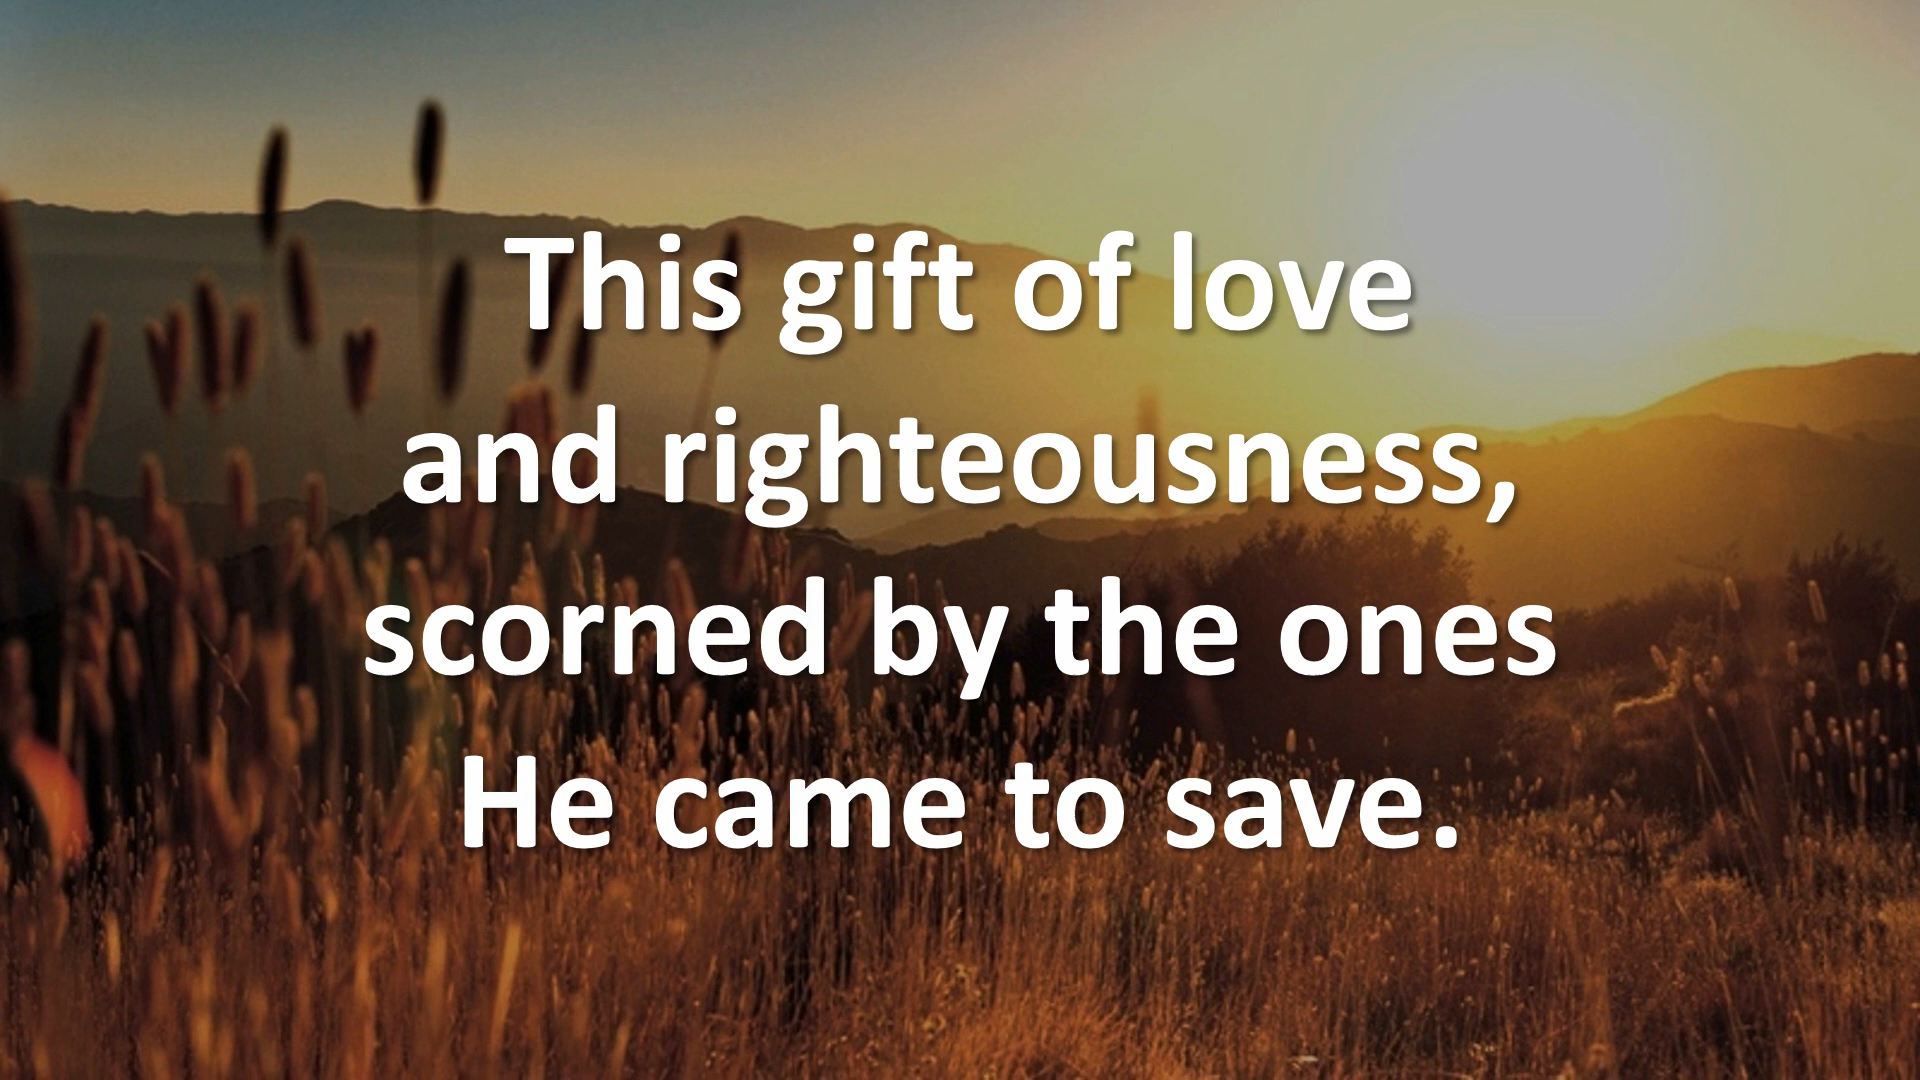 This gift of love
and righteousness,
scorned by the ones
He came to save.